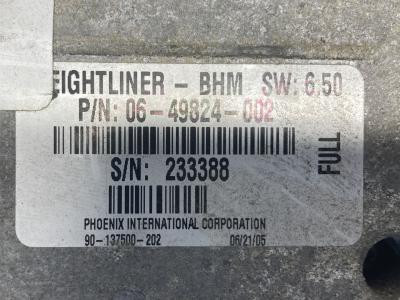 EIGHTLINER - BHM SW: 6.50
P/N: 06-49824-002
S/N: 233388
FULL
PHOENIX INTERNATIONAL CORPORATION
90-137500-202 06/21/05